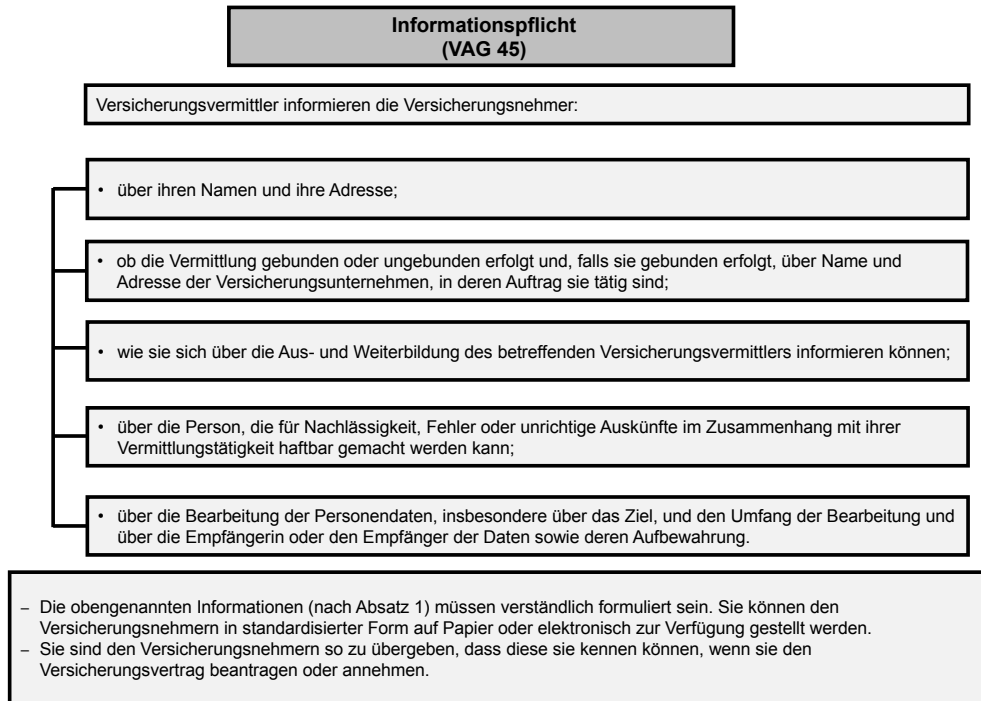 Informationspflicht
(VAG 45)
Versicherungsvermittler informieren die Versicherungsnehmer:
• über ihren Namen und ihre Adresse;
• ob die Vermittlung gebunden oder ungebunden erfolgt und, falls sie gebunden erfolgt, über Name und
Adresse der Versicherungsunternehmen, in deren Auftrag sie tätig sind;
• wie sie sich über die Aus- und Weiterbildung des betreffenden Versicherungsvermittlers informieren können;
• über die Person, die für Nachlässigkeit, Fehler oder unrichtige Auskünfte im Zusammenhang mit ihrer
Vermittlungstätigkeit haftbar gemacht werden kann;
• über die Bearbeitung der Personendaten, insbesondere über das Ziel, und den Umfang der Bearbeitung und
über die Empfängerin oder den Empfänger der Daten sowie deren Aufbewahrung.
– Die obengenannten Informationen (nach Absatz 1) müssen verständlich formuliert sein. Sie können den
Versicherungsnehmern in standardisierter Form auf Papier oder elektronisch zur Verfügung gestellt werden.
– Sie sind den Versicherungsnehmern so zu übergeben, dass diese sie kennen können, wenn sie den
Versicherungsvertrag beantragen oder annehmen.